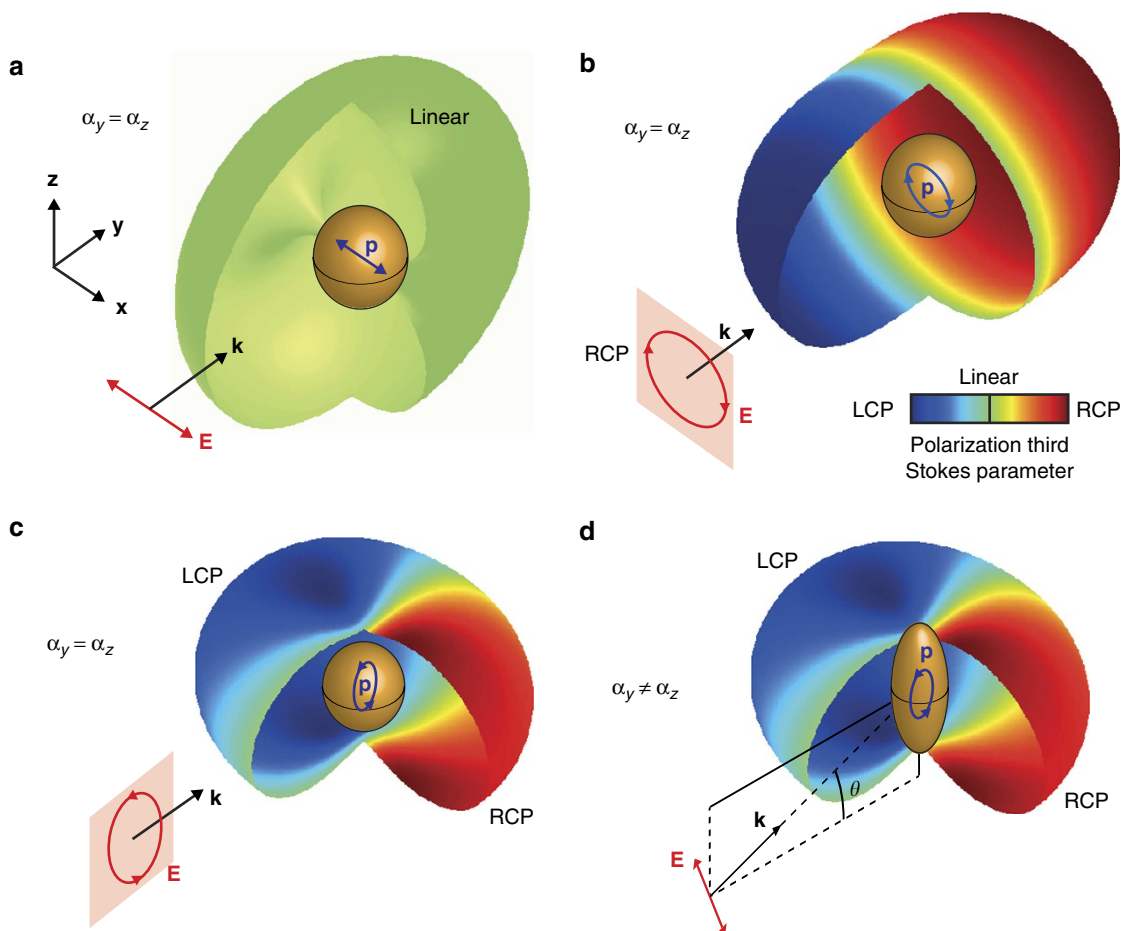 a
α_y = α_z
Linear
z
y
x
p
k
E
b
α_y = α_z
p
k
RCP
E
Linear
LCP
RCP
Polarization third
Stokes parameter
c
LCP
α_y = α_z
p
k
E
RCP
d
LCP
p
α_y ≠ α_z
θ
k
RCP
E